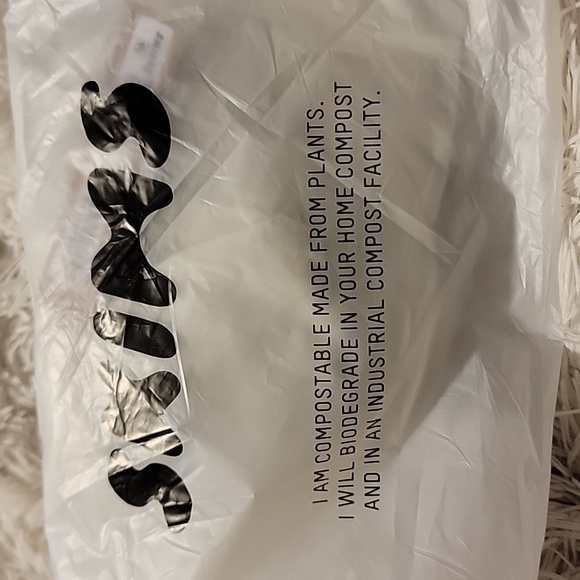 SKIMS
I AM COMPOSTABLE MADE FROM PLANTS.
I WILL BIODEGRADE IN YOUR HOME COMPOST
AND IN AN INDUSTRIAL COMPOST FACILITY.